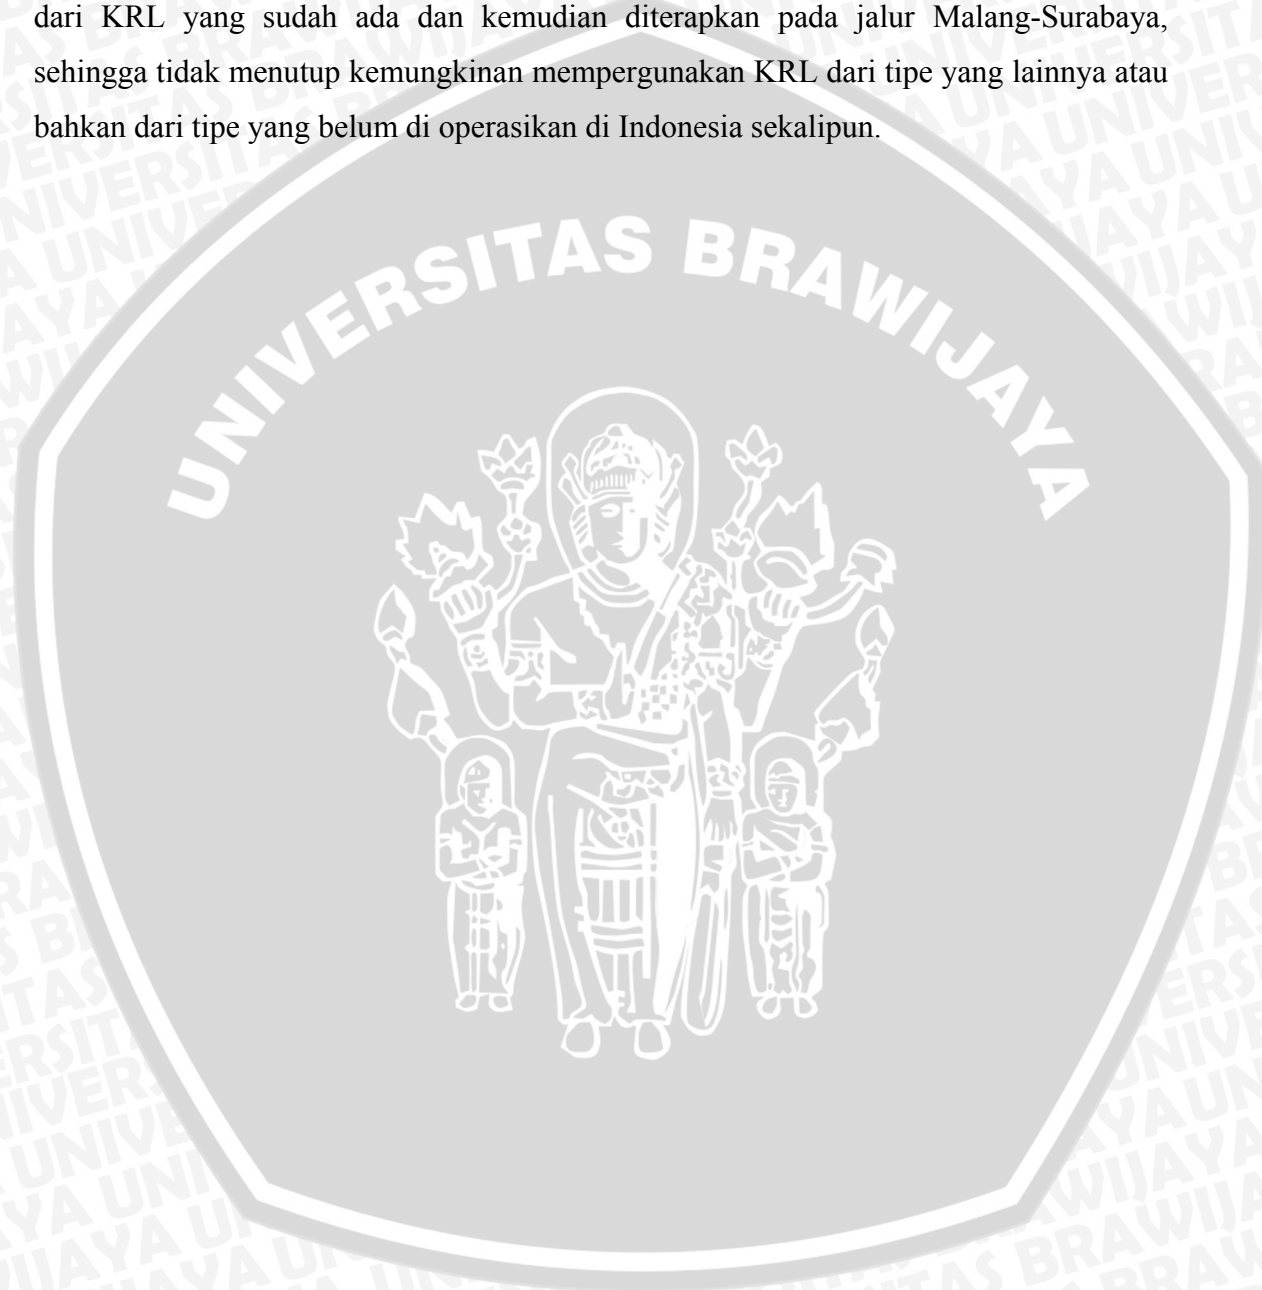 dari KRL yang sudah ada dan kemudian diterapkan pada jalur Malang-Surabaya,
sehingga tidak menutup kemungkinan mempergunakan KRL dari tipe yang lainnya atau
bahkan dari tipe yang belum di operasikan di Indonesia sekalipun.
UNIVERSITAS BRAWIJAYA